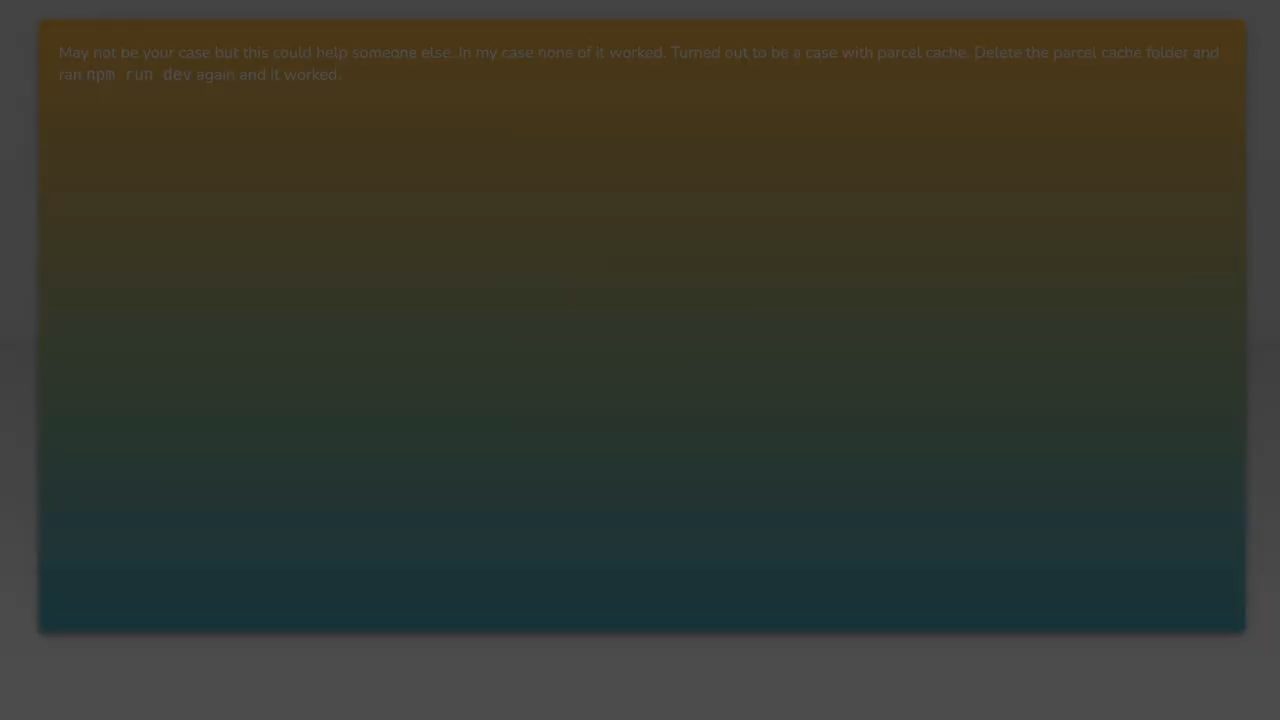 May not be your case but this could help someone else. In my case none of it worked. Turned out to be a case with parcel cache. Delete the parcel cache folder and
ran npm run dev again and it worked.